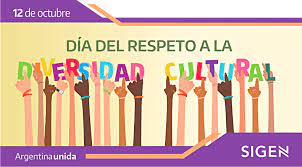 12 de octubre
DÍA DEL RESPETO A LA
DIVERSIDAD CULTURAL
Argentina unida
SIGEN